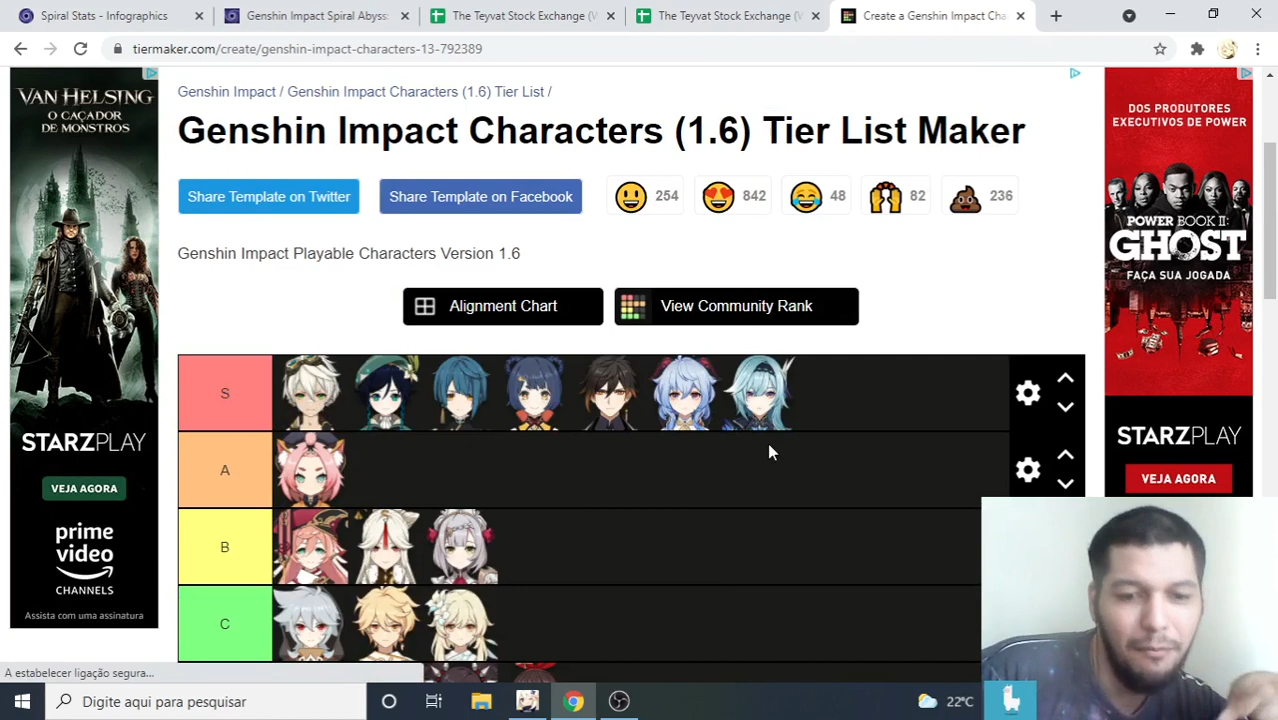 Spiral Stats - Infographics
Genshin Impact Spiral Abyss
The Teyvat Stock Exchange (W
The Teyvat Stock Exchange (W
Create a Genshin Impact Cha
tiermaker.com/create/genshin-impact-characters-13-792389
Genshin Impact / Genshin Impact Characters (1.6) Tier List /
Genshin Impact Characters (1.6) Tier List Maker
Share Template on Twitter
Share Template on Facebook
254
842
48
82
236
Genshin Impact Playable Characters Version 1.6
Alignment Chart
View Community Rank
S
A
B
C
VAN HELSING
O CAÇADOR
DE MONSTROS
STARZPLAY
VEJA AGORA
prime
video
CHANNELS
Assista com uma assinatura
DOS PRODUTORES
EXECUTIVOS DE POWER
POWER BOOK II:
GHOST
FAÇA SUA JOGADA
STARZPLAY
VEJA AGORA
A estabelecer ligação segura...
Digite aqui para pesquisar
22°C